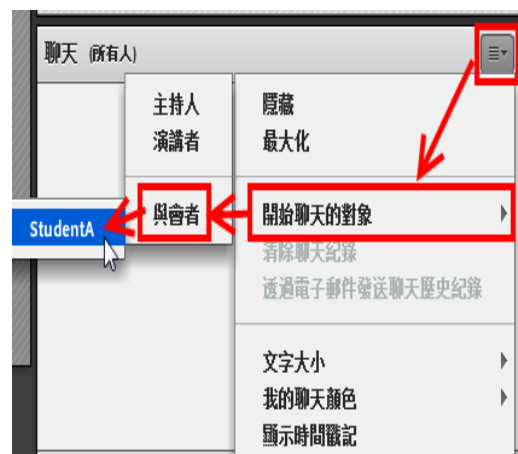 聊天 (所有人)
主持人
演講者
與會者
StudentA
隱藏
最大化
開始聊天的對象
清除聊天紀錄
透過電子郵件發送聊天歷史紀錄
文字大小
我的聊天顏色
顯示時間戳記